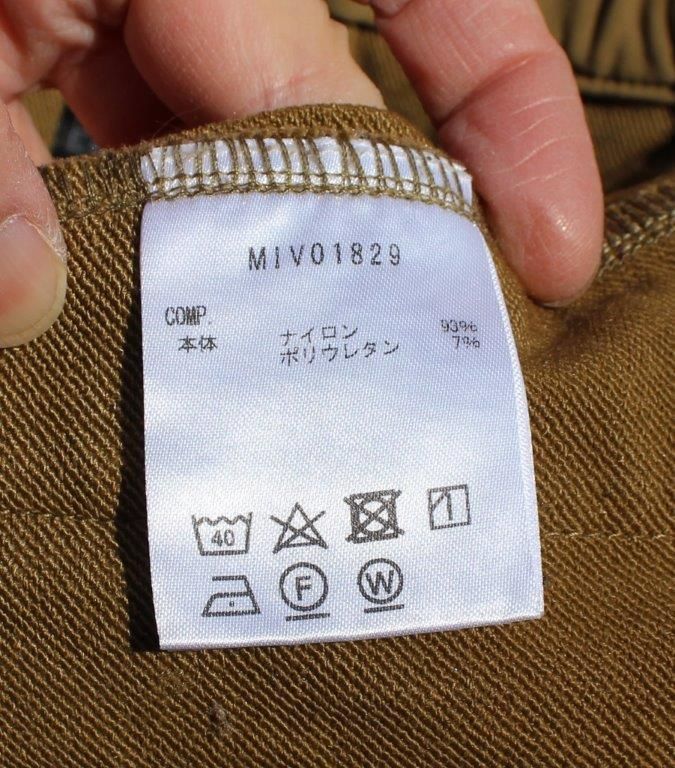 MIV01829
COMP.
本体 ナイロン 93%
ポリウレタン 7%
40
F W